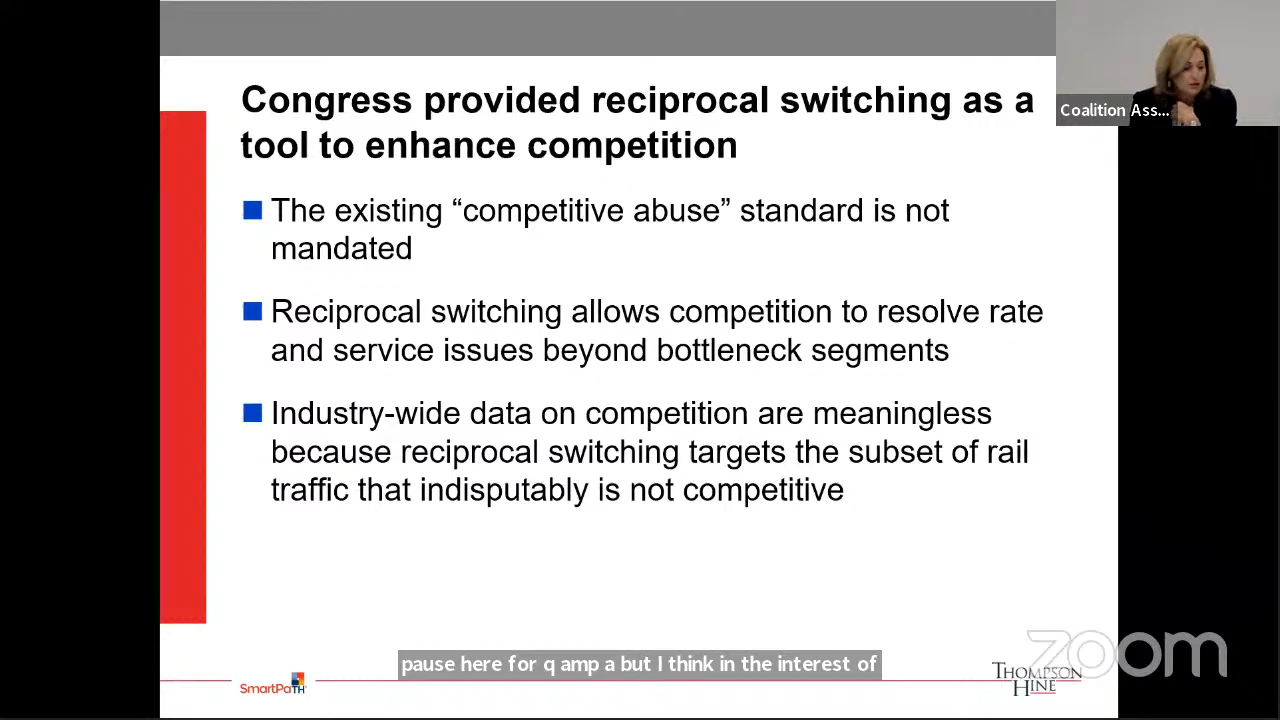 Congress provided reciprocal switching as a
tool to enhance competition
Coalition Ass...
The existing “competitive abuse” standard is not
mandated
Reciprocal switching allows competition to resolve rate
and service issues beyond bottleneck segments
Industry-wide data on competition are meaningless
because reciprocal switching targets the subset of rail
traffic that indisputably is not competitive
pause here for q amp a but I think in the interest of
zoom
SmartPaTH
THOMPSON
HINE